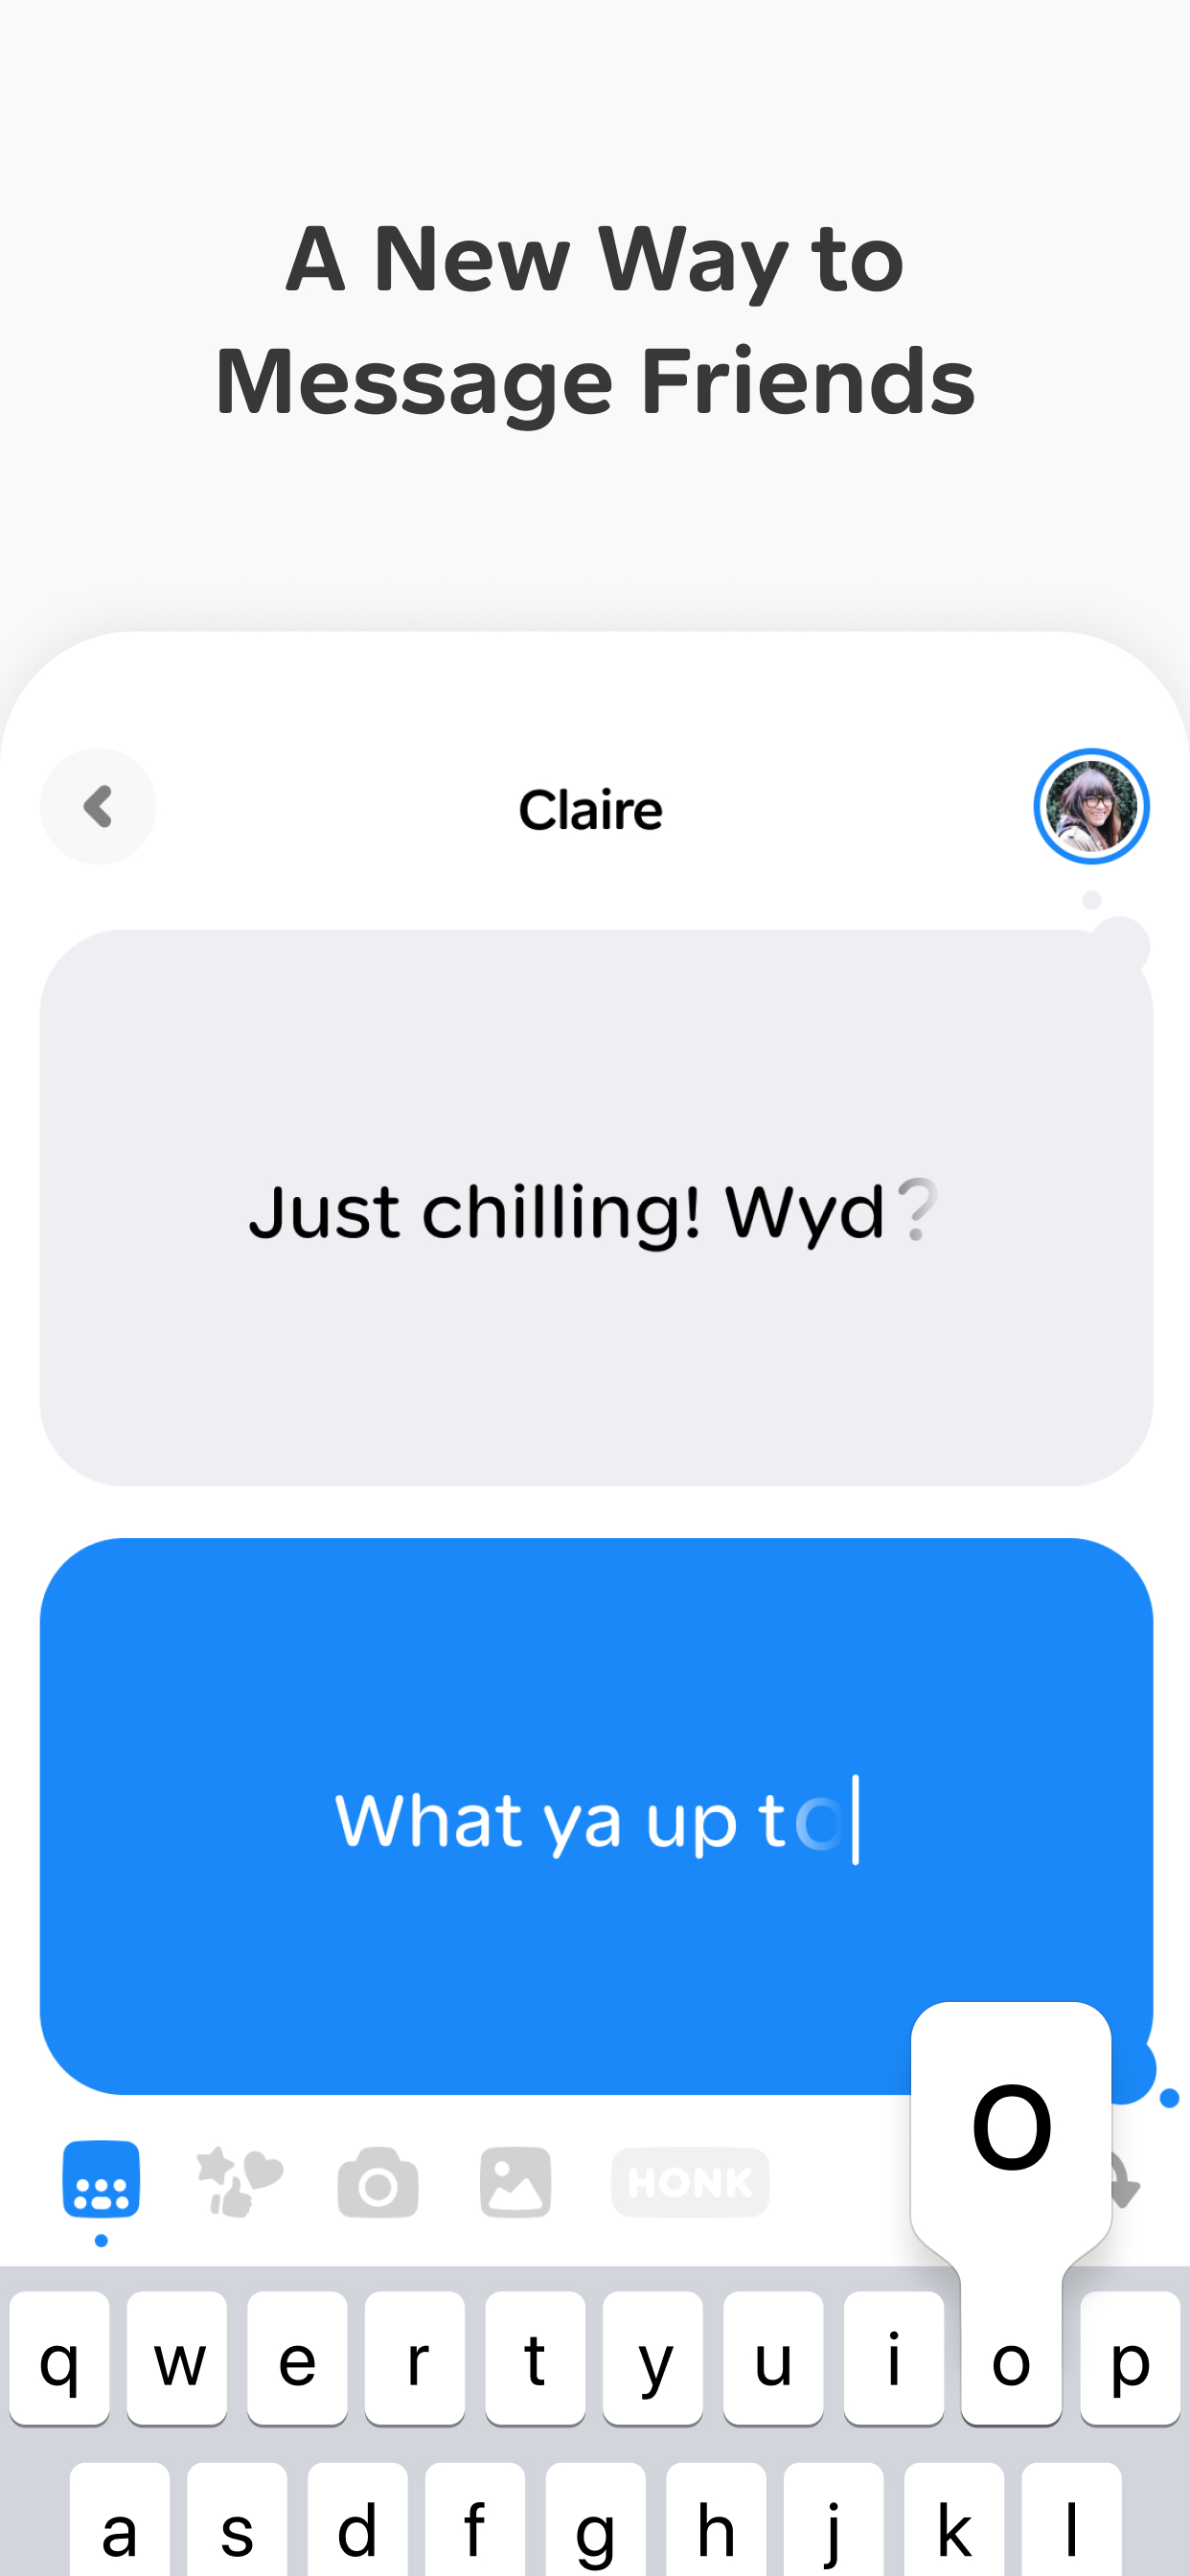 A New Way to
Message Friends
Claire
Just chilling! Wyd?
What ya up to
HONK
O
q w e r t y u i o p
a s d f g h j k l